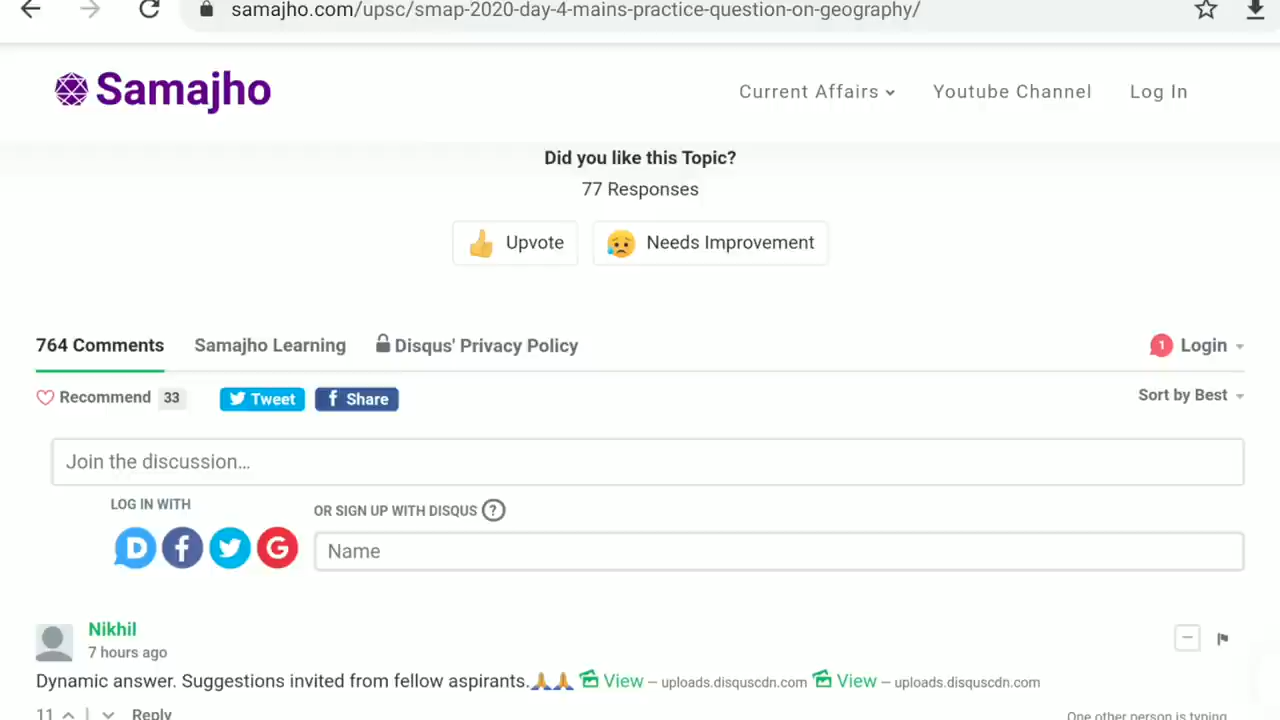 samajho.com/upsc/smap-2020-day-4-mains-practice-question-on-geography/
Samajho
Current Affairs
Youtube Channel
Log In
Did you like this Topic?
77 Responses
👍 Upvote
😥 Needs Improvement
764 Comments
Samajho Learning
Disqus' Privacy Policy
1 Login
Recommend 33
Tweet
Share
Sort by Best
Join the discussion...
LOG IN WITH
OR SIGN UP WITH DISQUS ?
Name
Nikhil
7 hours ago
Dynamic answer. Suggestions invited from fellow aspirants.🙏🙏 View — uploads.disquscdn.com View — uploads.disquscdn.com
11 Reply
One other person is typing